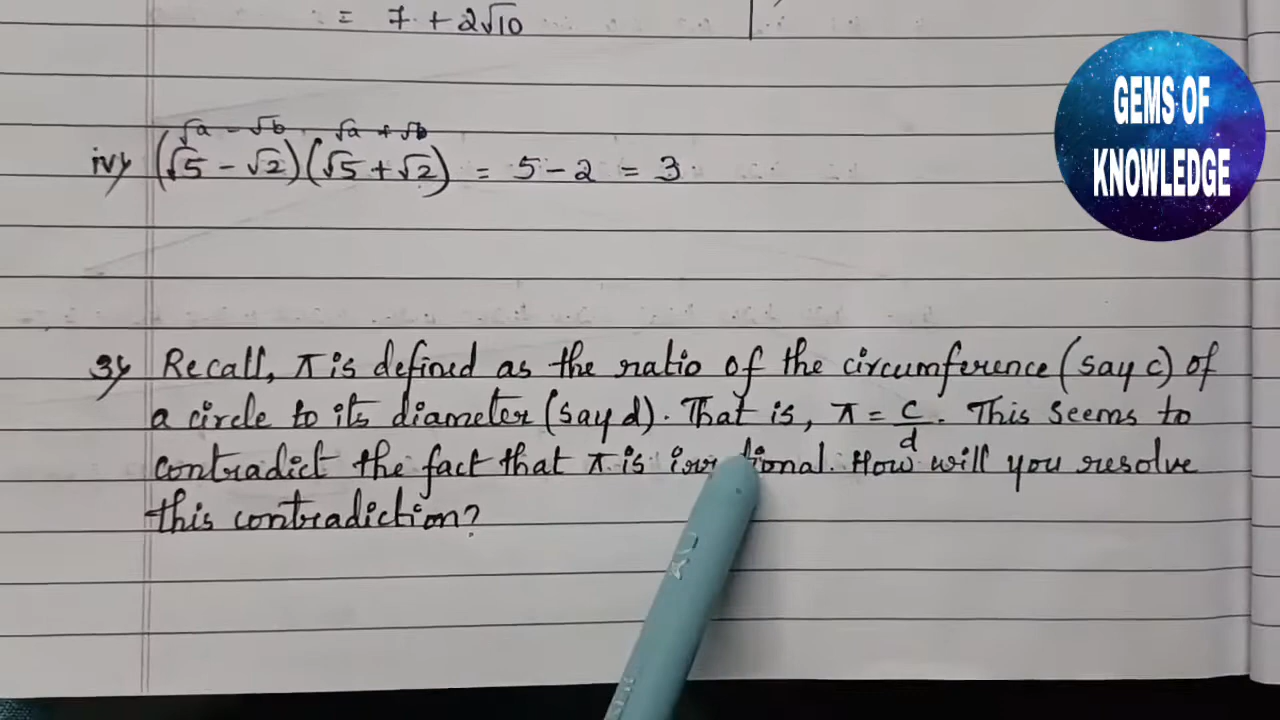 = 7 + 2√10
√a - √b √a + √b
iv) (√5 - √2)(√5 + √2) = 5 - 2 = 3
3) Recall, π is defined as the ratio of the circumference (say c) of
a circle to its diameter (say d). That is, π = c/d. This seems to
contradict the fact that π is irrational. How will you resolve
this contradiction?
GEMS OF
KNOWLEDGE